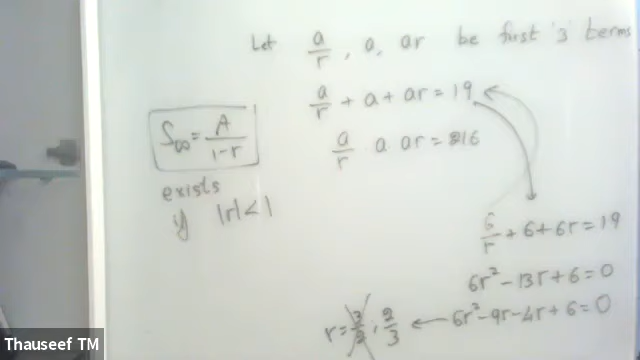 Let a/r , a, ar be first '3' terms
a/r + a + ar = 19
a/r · a · ar = 216
S∞ = A/1-r
exists
if |r| < 1
6/r + 6 + 6r = 19
6r² - 13r + 6 = 0
6r² - 9r - 4r + 6 = 0
r = 3/2 , 2/3
Thauseef TM